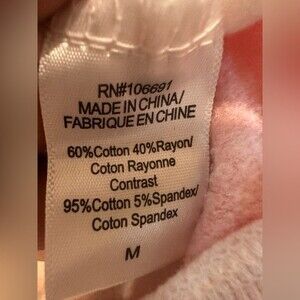 RN#106691
MADE IN CHINA/
FABRIQUE EN CHINE
60%Cotton 40%Rayon/
Coton Rayonne
Contrast
95%Cotton 5%Spandex/
Coton Spandex
M